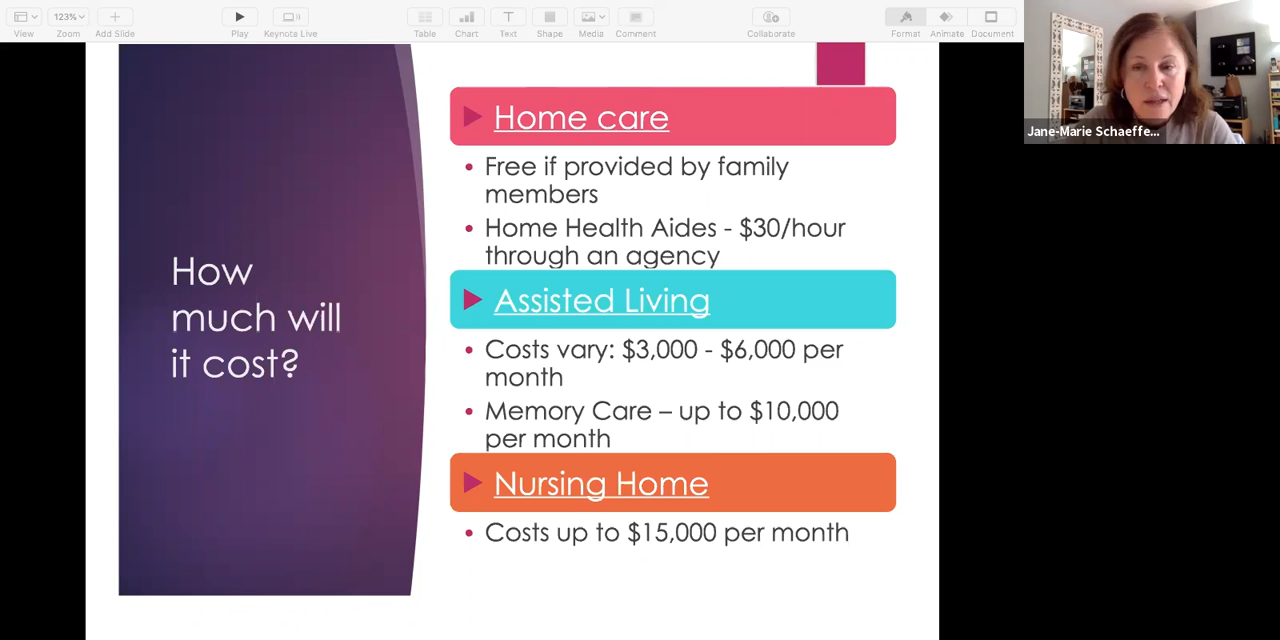 123%
View
Zoom
Add Slide
Play
Keynote Live
Table
Chart
Text
Shape
Media
Comment
Collaborate
Format
Animate
Document
Jane-Marie Schaeffe...
How
much will
it cost?
Home care
• Free if provided by family
members
• Home Health Aides - $30/hour
through an agency
Assisted Living
• Costs vary: $3,000 - $6,000 per
month
• Memory Care – up to $10,000
per month
Nursing Home
• Costs up to $15,000 per month